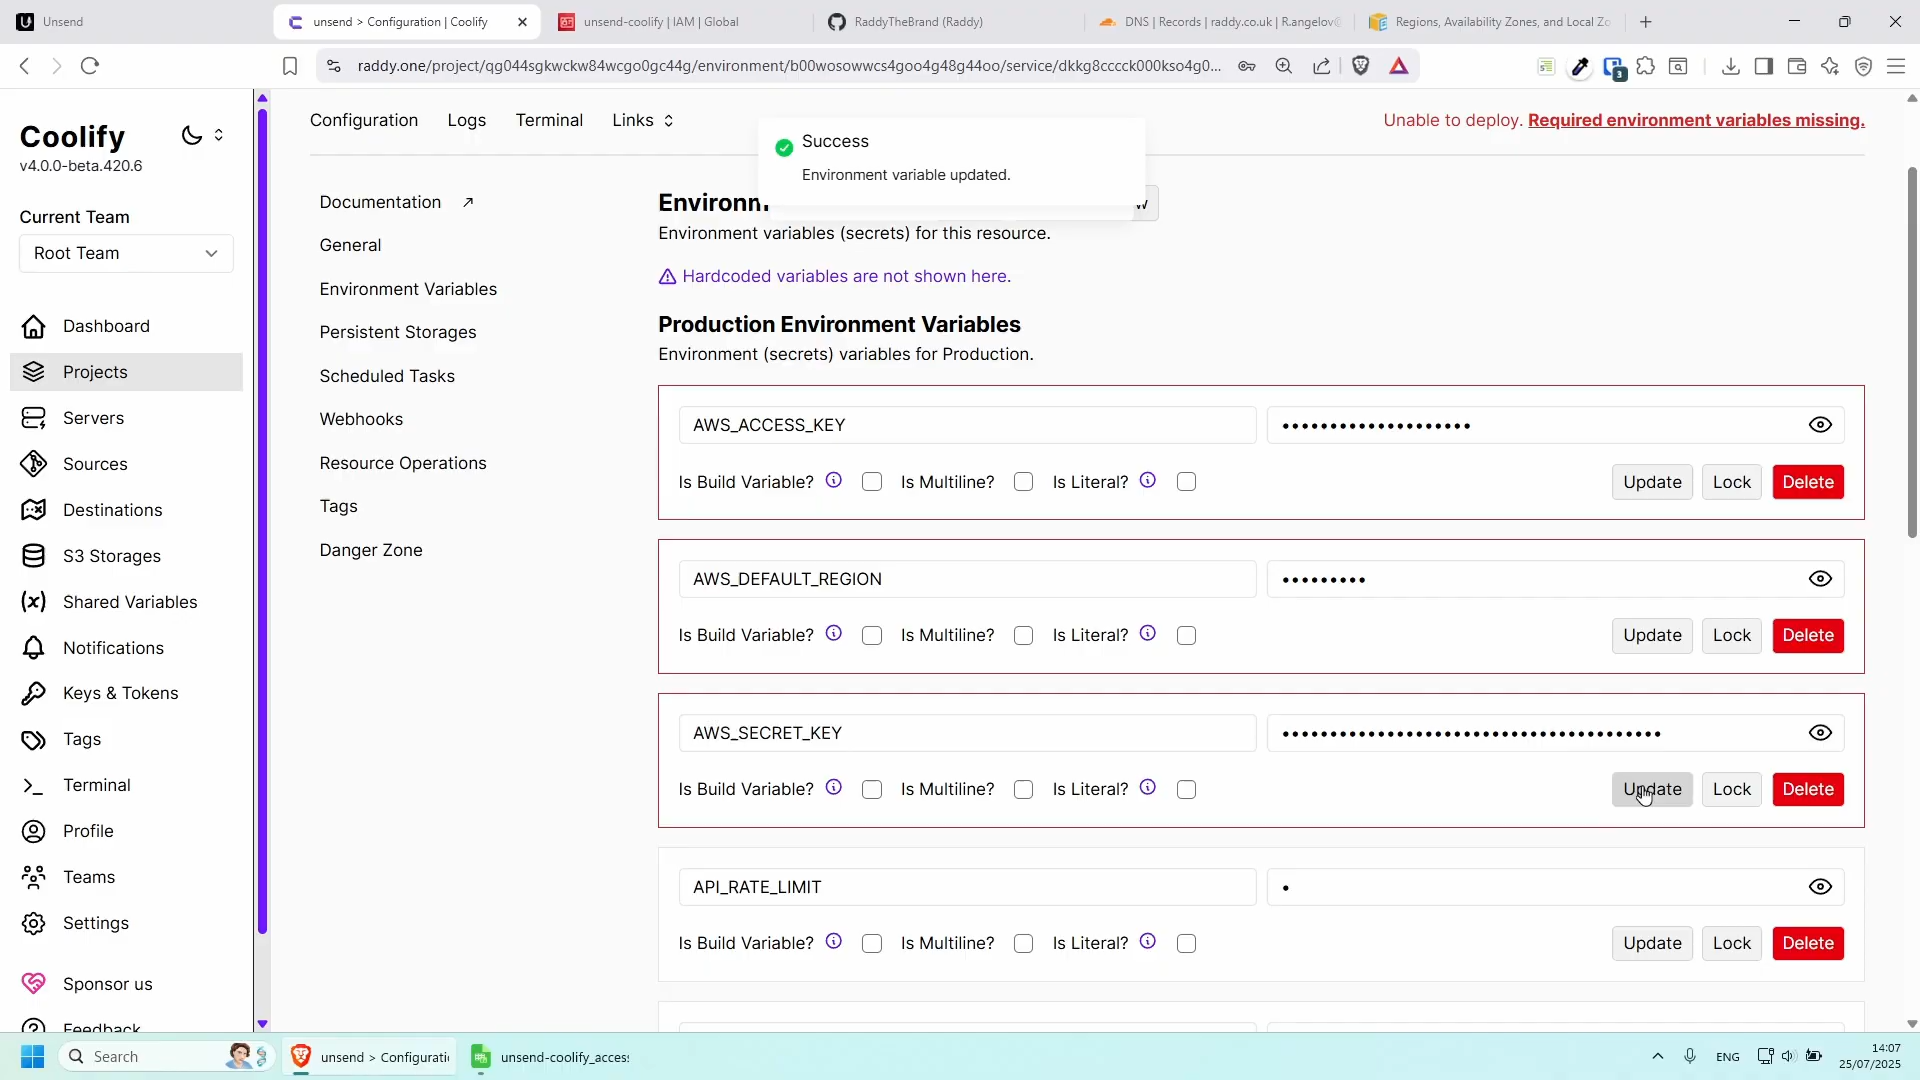 Unsend
unsend > Configuration | Coolify
unsend-coolify | IAM | Global
RaddyTheBrand (Raddy)
DNS | Records | raddy.co.uk | R.angelov@
Regions, Availability Zones, and Local Zo
raddy.one/project/qg044sgkwckw84wcgo0gc44g/environment/b00wosowwcs4goo4g48g44oo/service/dkkg8cccck000kso4g0...
3
Coolify
v4.0.0-beta.420.6
Current Team
Root Team
Dashboard
Projects
Servers
Sources
Destinations
S3 Storages
Shared Variables
Notifications
Keys & Tokens
Tags
Terminal
Profile
Teams
Settings
Sponsor us
Feedback
Configuration
Logs
Terminal
Links
Unable to deploy. Required environment variables missing.
Success
Environment variable updated.
Documentation
General
Environment Variables
Persistent Storages
Scheduled Tasks
Webhooks
Resource Operations
Tags
Danger Zone
Environm
w
Environment variables (secrets) for this resource.
Hardcoded variables are not shown here.
Production Environment Variables
Environment (secrets) variables for Production.
AWS_ACCESS_KEY
Is Build Variable? Is Multiline? Is Literal? Update Lock Delete
AWS_DEFAULT_REGION
Is Build Variable? Is Multiline? Is Literal? Update Lock Delete
AWS_SECRET_KEY
Is Build Variable? Is Multiline? Is Literal? Update Lock Delete
API_RATE_LIMIT
Is Build Variable? Is Multiline? Is Literal? Update Lock Delete
Search
unsend > Configuratio
unsend-coolify_access
ENG
14:07
25/07/2025